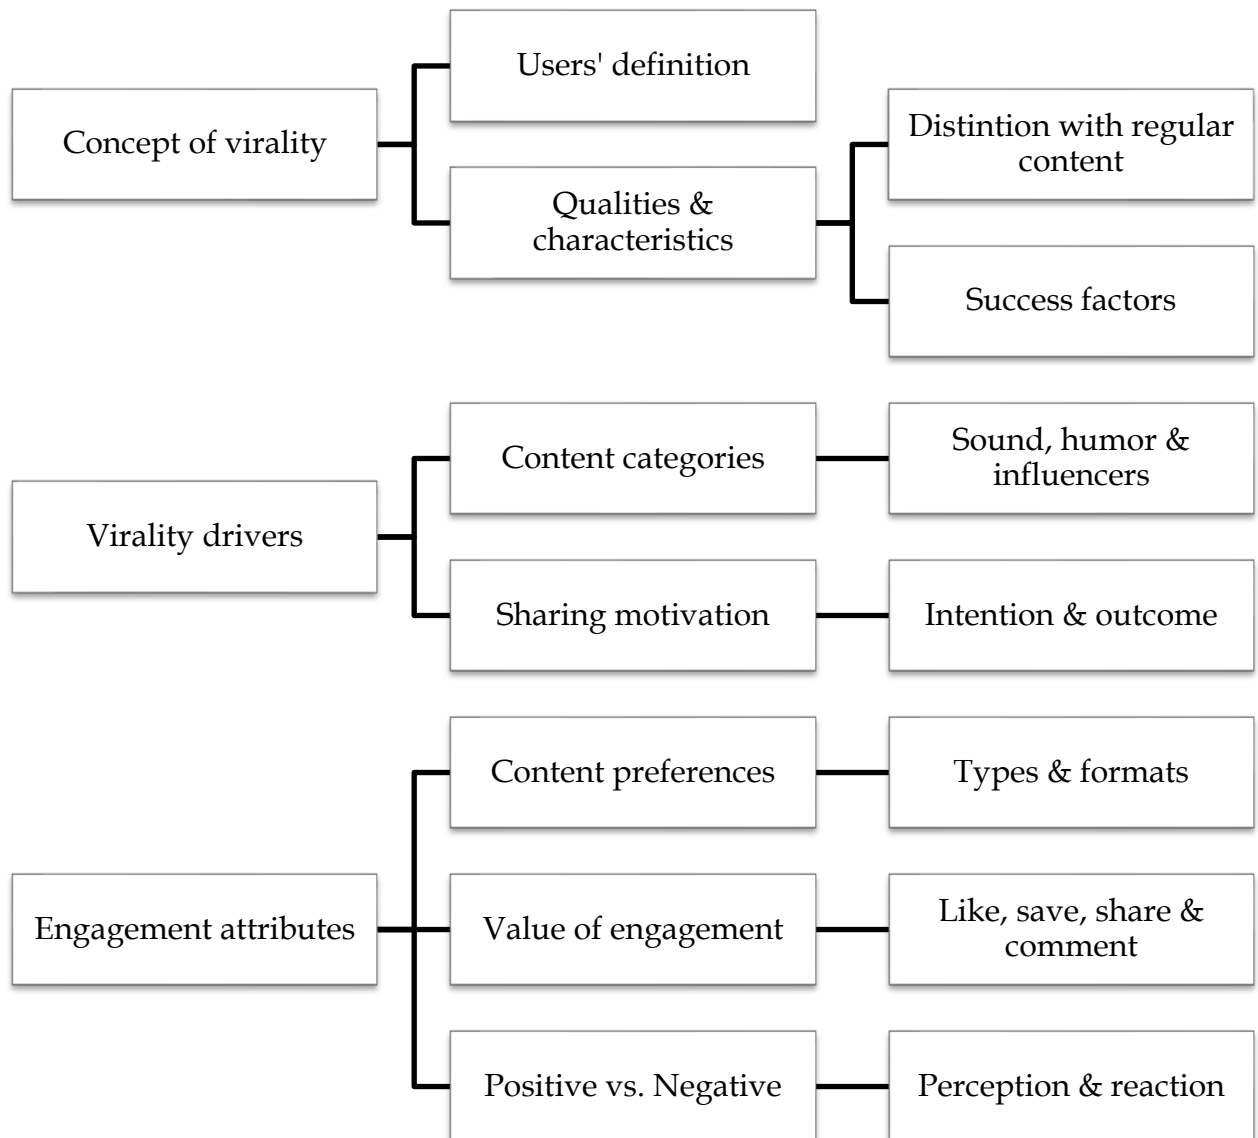 Concept of virality
Users' definition
Qualities &
characteristics
Distintion with regular
content
Success factors
Virality drivers
Content categories
Sound, humor &
influencers
Sharing motivation
Intention & outcome
Engagement attributes
Content preferences
Types & formats
Value of engagement
Like, save, share &
comment
Positive vs. Negative
Perception & reaction